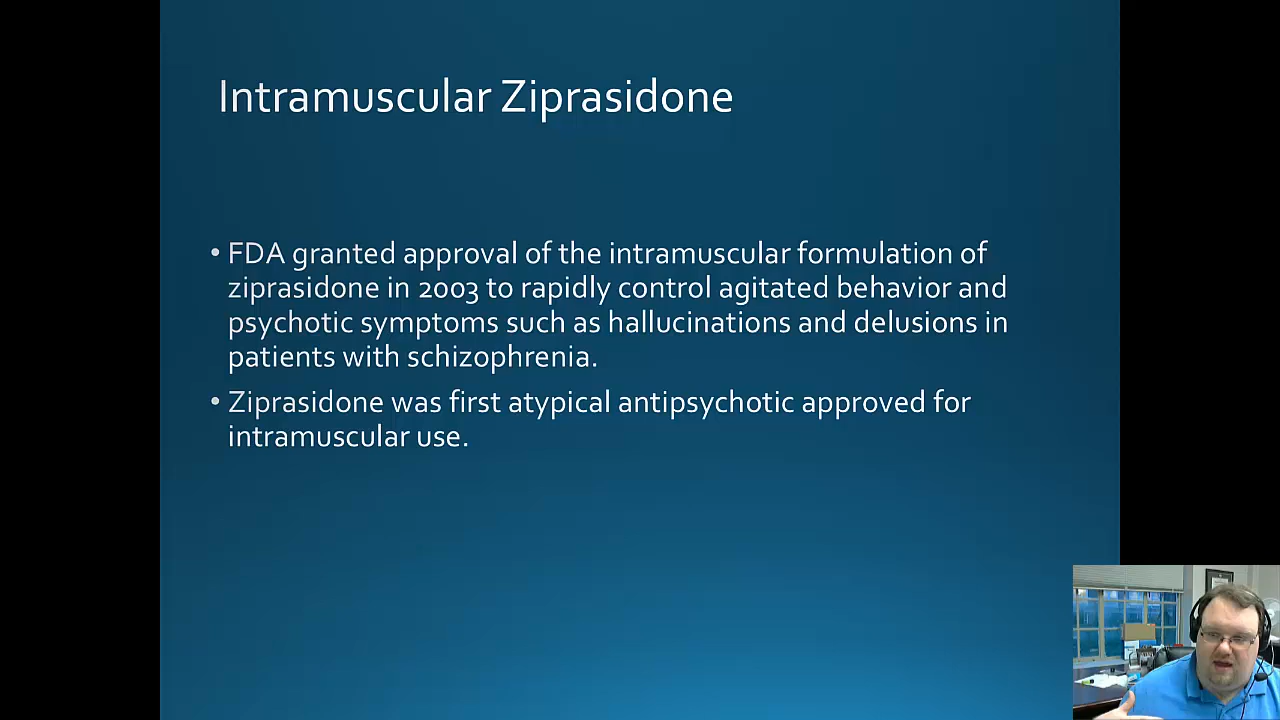 Intramuscular Ziprasidone
• FDA granted approval of the intramuscular formulation of
ziprasidone in 2003 to rapidly control agitated behavior and
psychotic symptoms such as hallucinations and delusions in
patients with schizophrenia.
• Ziprasidone was first atypical antipsychotic approved for
intramuscular use.